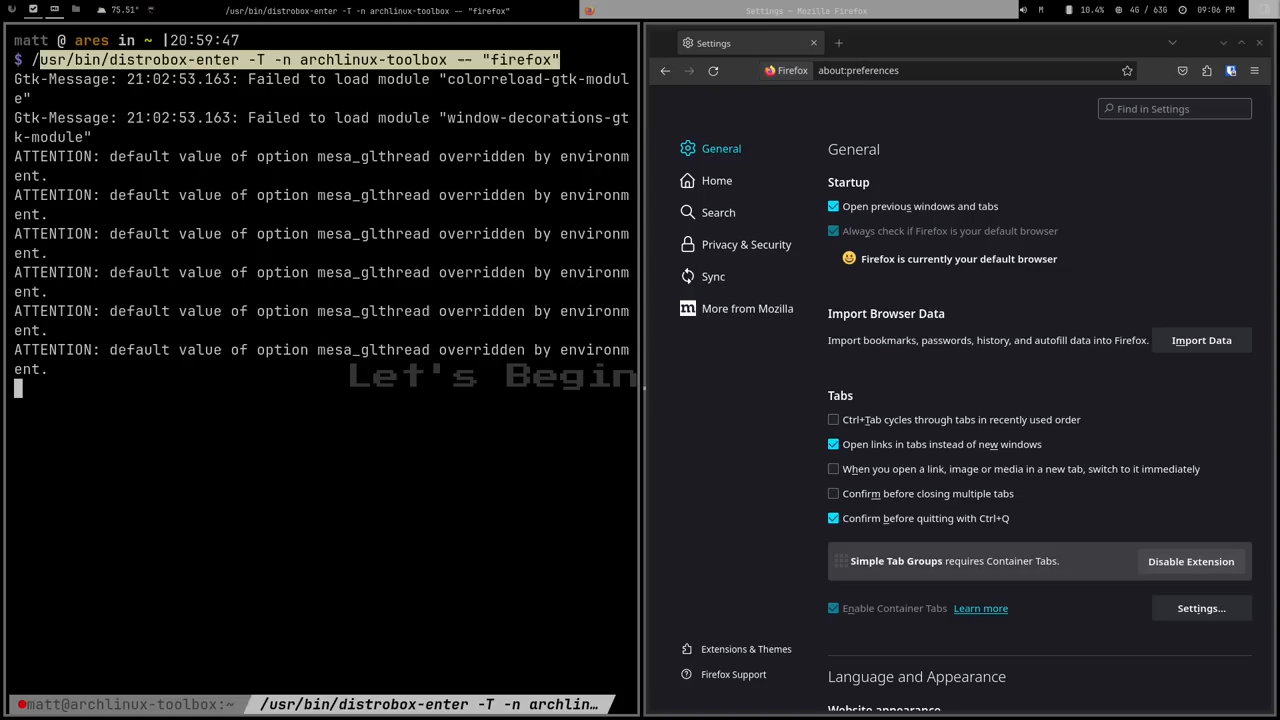 75.51°
/usr/bin/distrobox-enter -T -n archlinux-toolbox -- "firefox"
Settings — Mozilla Firefox
M
10.4%
4G / 63G
09:06 PM
matt @ ares in ~ |20:59:47
$ /usr/bin/distrobox-enter -T -n archlinux-toolbox -- "firefox"
Gtk-Message: 21:02:53.163: Failed to load module "colorreload-gtk-modul
e"
Gtk-Message: 21:02:53.163: Failed to load module "window-decorations-gt
k-module"
ATTENTION: default value of option mesa_glthread overridden by environm
ent.
ATTENTION: default value of option mesa_glthread overridden by environm
ent.
ATTENTION: default value of option mesa_glthread overridden by environm
ent.
ATTENTION: default value of option mesa_glthread overridden by environm
ent.
ATTENTION: default value of option mesa_glthread overridden by environm
ent.
ATTENTION: default value of option mesa_glthread overridden by environm
ent.
Let's Begin
matt@archlinux-toolbox:~
/usr/bin/distrobox-enter -T -n archlin…
Settings
Firefox
about:preferences
Find in Settings
General
Home
Search
Privacy & Security
Sync
More from Mozilla
Extensions & Themes
Firefox Support
General
Startup
Open previous windows and tabs
Always check if Firefox is your default browser
Firefox is currently your default browser
Import Browser Data
Import bookmarks, passwords, history, and autofill data into Firefox.
Import Data
Tabs
Ctrl+Tab cycles through tabs in recently used order
Open links in tabs instead of new windows
When you open a link, image or media in a new tab, switch to it immediately
Confirm before closing multiple tabs
Confirm before quitting with Ctrl+Q
Simple Tab Groups requires Container Tabs.
Disable Extension
Enable Container Tabs
Learn more
Settings…
Language and Appearance
Website appearance